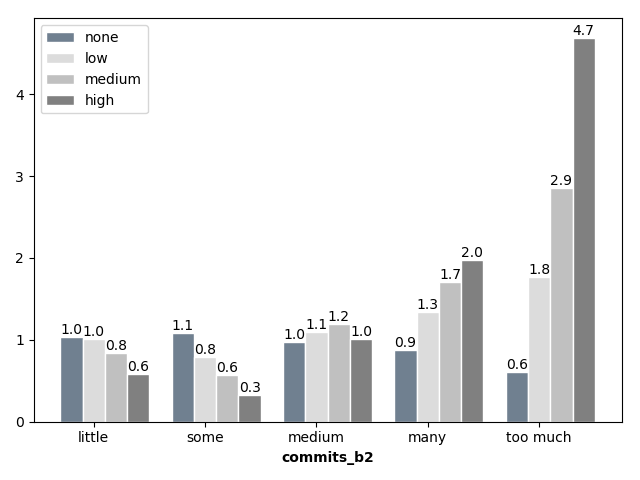 none
low
medium
high
4
3
2
1
0
1.0 1.0 0.8 0.6
1.1 0.8 0.6 0.3
1.0 1.1 1.2 1.0
0.9 1.3 1.7 2.0
0.6 1.8 2.9 4.7
little some medium many too much
commits_b2